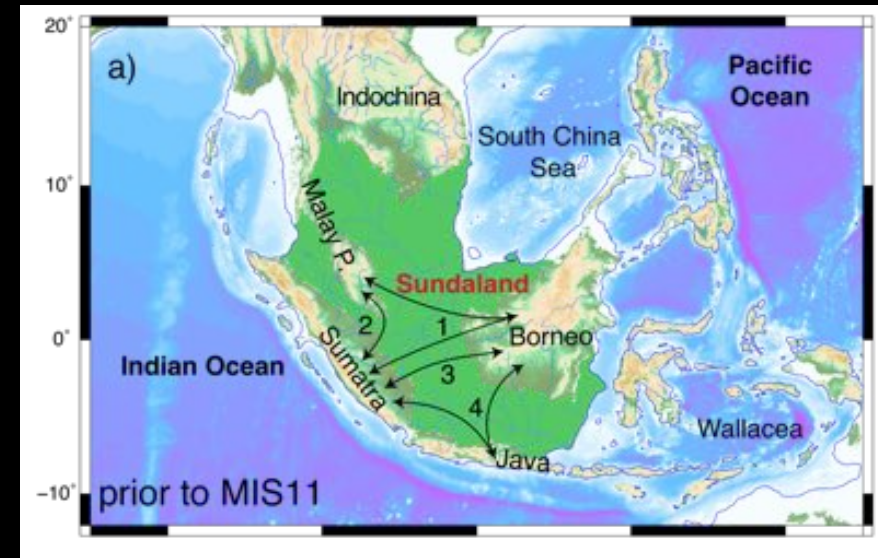 20°
a)
Pacific
Ocean
Indochina
South China
Sea
10°
Malay P.
Sundaland
2
1
0°
Borneo
Sumatra
Indian Ocean
3
4
Wallacea
Java
−10°
prior to MIS11